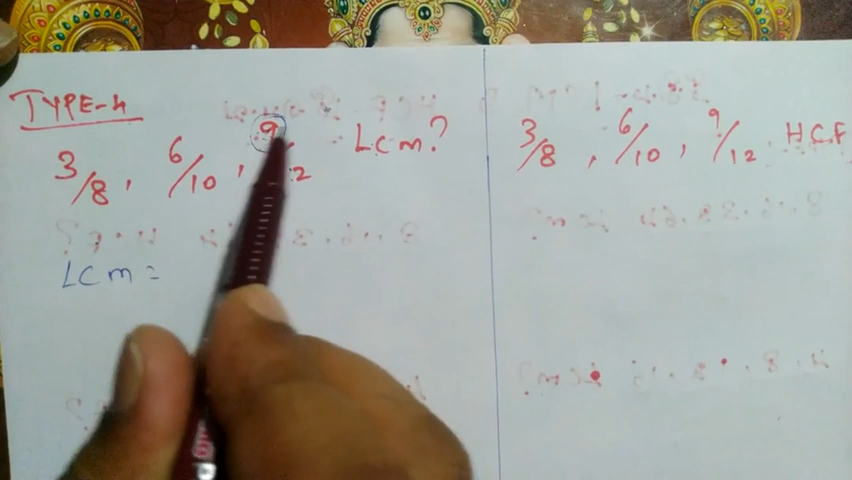 TYPE-4
3/8, 6/10, 9/12 LCm?
3/8, 6/10, 9/12 HCF
LCm=